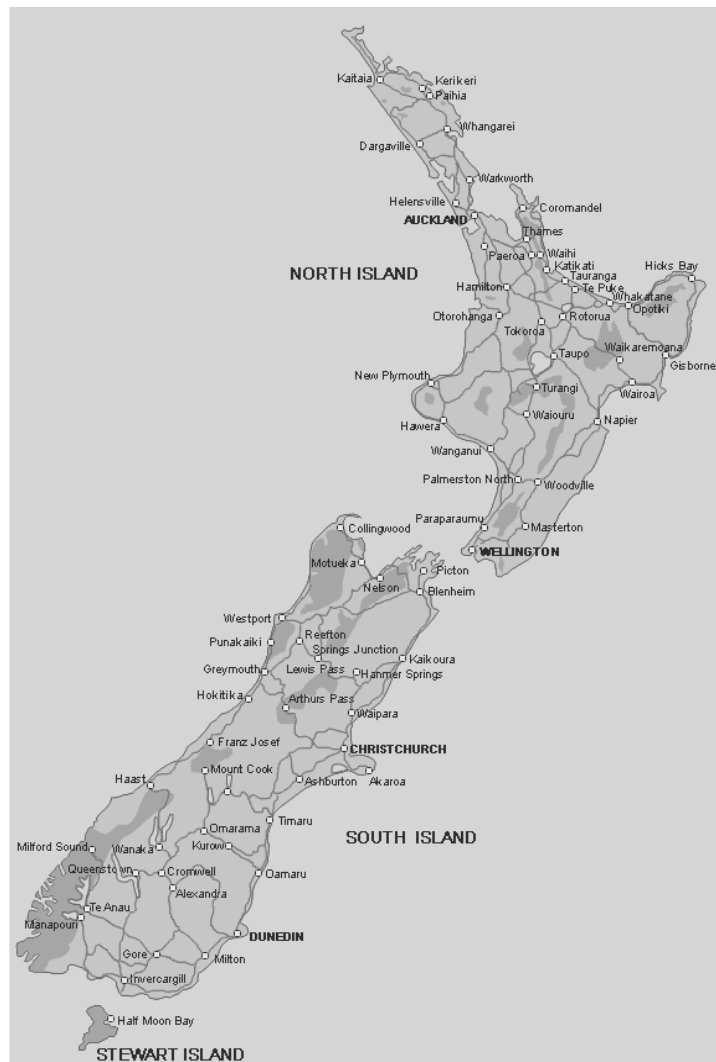 Kaitaia
Kerikeri
Paihia
Whangarei
Dargaville
Warkworth
Helensville
Coromandel
AUCKLAND
Thames
Paeroa
Waihi
Katikati
Hicks Bay
NORTH ISLAND
Tauranga
Hamilton
Te Puke
Whakatane
Opotiki
Otorohanga
Rotorua
Tokoroa
Waikaremoana
Taupo
Gisborne
New Plymouth
Turangi
Wairoa
Waiouru
Napier
Hawera
Wanganui
Palmerston North
Woodville
Paraparaumu
Masterton
Collingwood
WELLINGTON
Motueka
Picton
Nelson
Blenheim
Westport
Punakaiki
Reefton
Springs Junction
Kaikoura
Greymouth
Lewis Pass
Hanmer Springs
Hokitika
Arthurs Pass
Waipara
Franz Josef
CHRISTCHURCH
Mount Cook
Haast
Ashburton
Akaroa
Timaru
Omarama
SOUTH ISLAND
Milford Sound
Wanaka
Kurow
Queenstown
Cromwell
Oamaru
Alexandra
Te Anau
Manapouri
DUNEDIN
Gore
Milton
Invercargill
Half Moon Bay
STEWART ISLAND